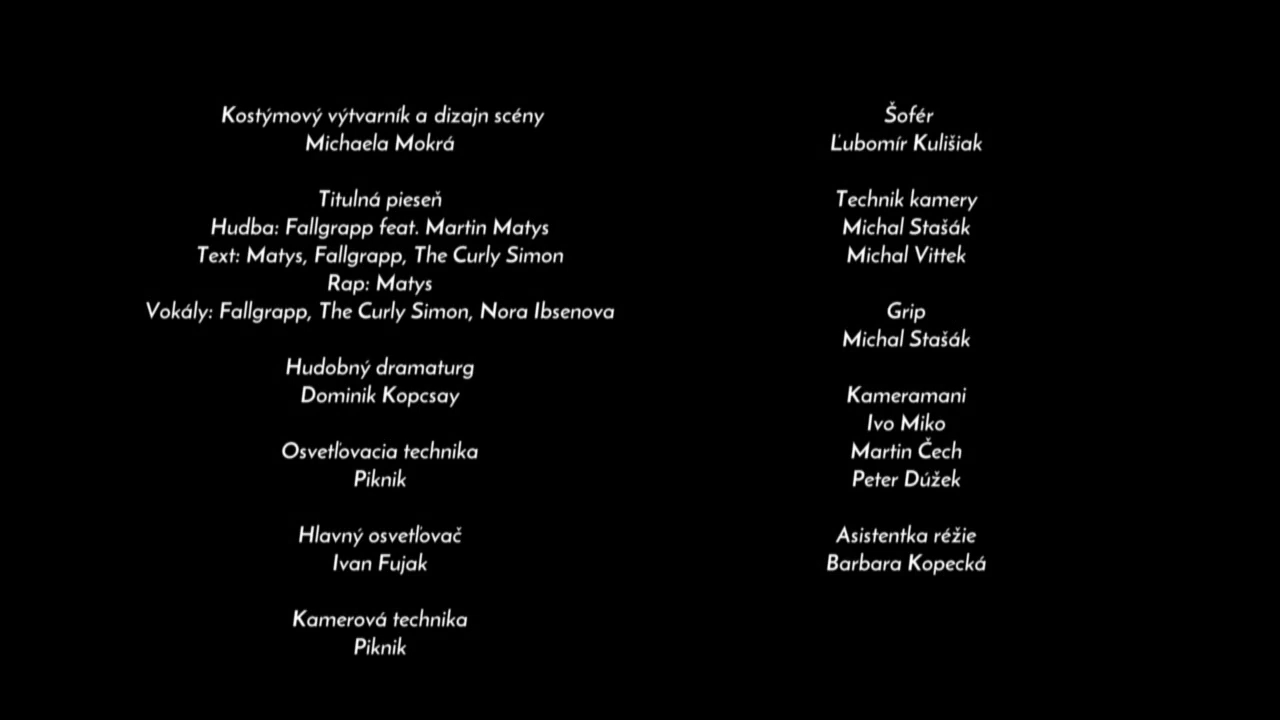 Kostýmový výtvarník a dizajn scény
Michaela Mokrá
Titulná pieseň
Hudba: Fallgrapp feat. Martin Matys
Text: Matys, Fallgrapp, The Curly Simon
Rap: Matys
Vokály: Fallgrapp, The Curly Simon, Nora Ibsenova
Hudobný dramaturg
Dominik Kopcsay
Osvetľovacia technika
Piknik
Hlavný osvetľovač
Ivan Fujak
Kamerová technika
Piknik
Šofér
Ľubomír Kulišiak
Technik kamery
Michal Stašák
Michal Vittek
Grip
Michal Stašák
Kameramani
Ivo Miko
Martin Čech
Peter Dúžek
Asistentka réžie
Barbara Kopecká